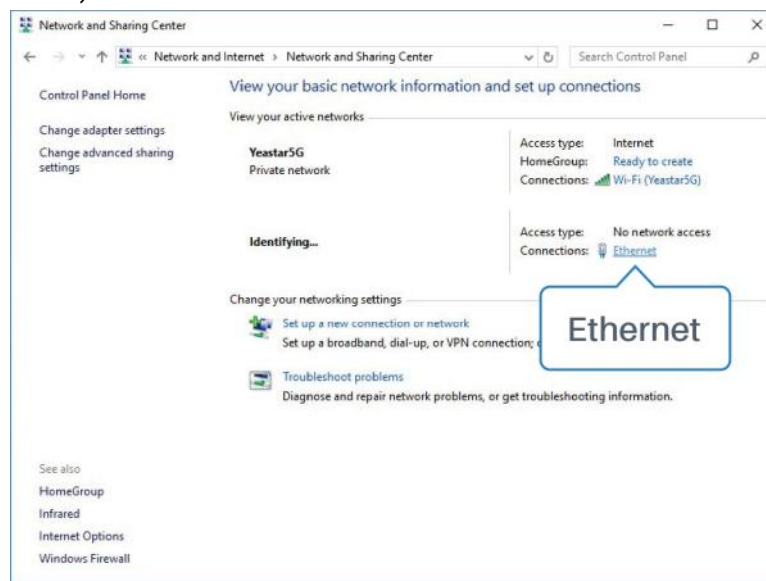 Network and Sharing Center
« Network and Internet › Network and Sharing Center
Search Control Panel
Control Panel Home
Change adapter settings
Change advanced sharing
settings
View your basic network information and set up connections
View your active networks
Yeastar5G
Private network
Access type: Internet
HomeGroup: Ready to create
Connections: Wi-Fi (Yeastar5G)
Identifying...
Access type: No network access
Connections: Ethernet
Ethernet
Change your networking settings
Set up a new connection or network
Set up a broadband, dial-up, or VPN connection;
Troubleshoot problems
Diagnose and repair network problems, or get troubleshooting information.
See also
HomeGroup
Infrared
Internet Options
Windows Firewall